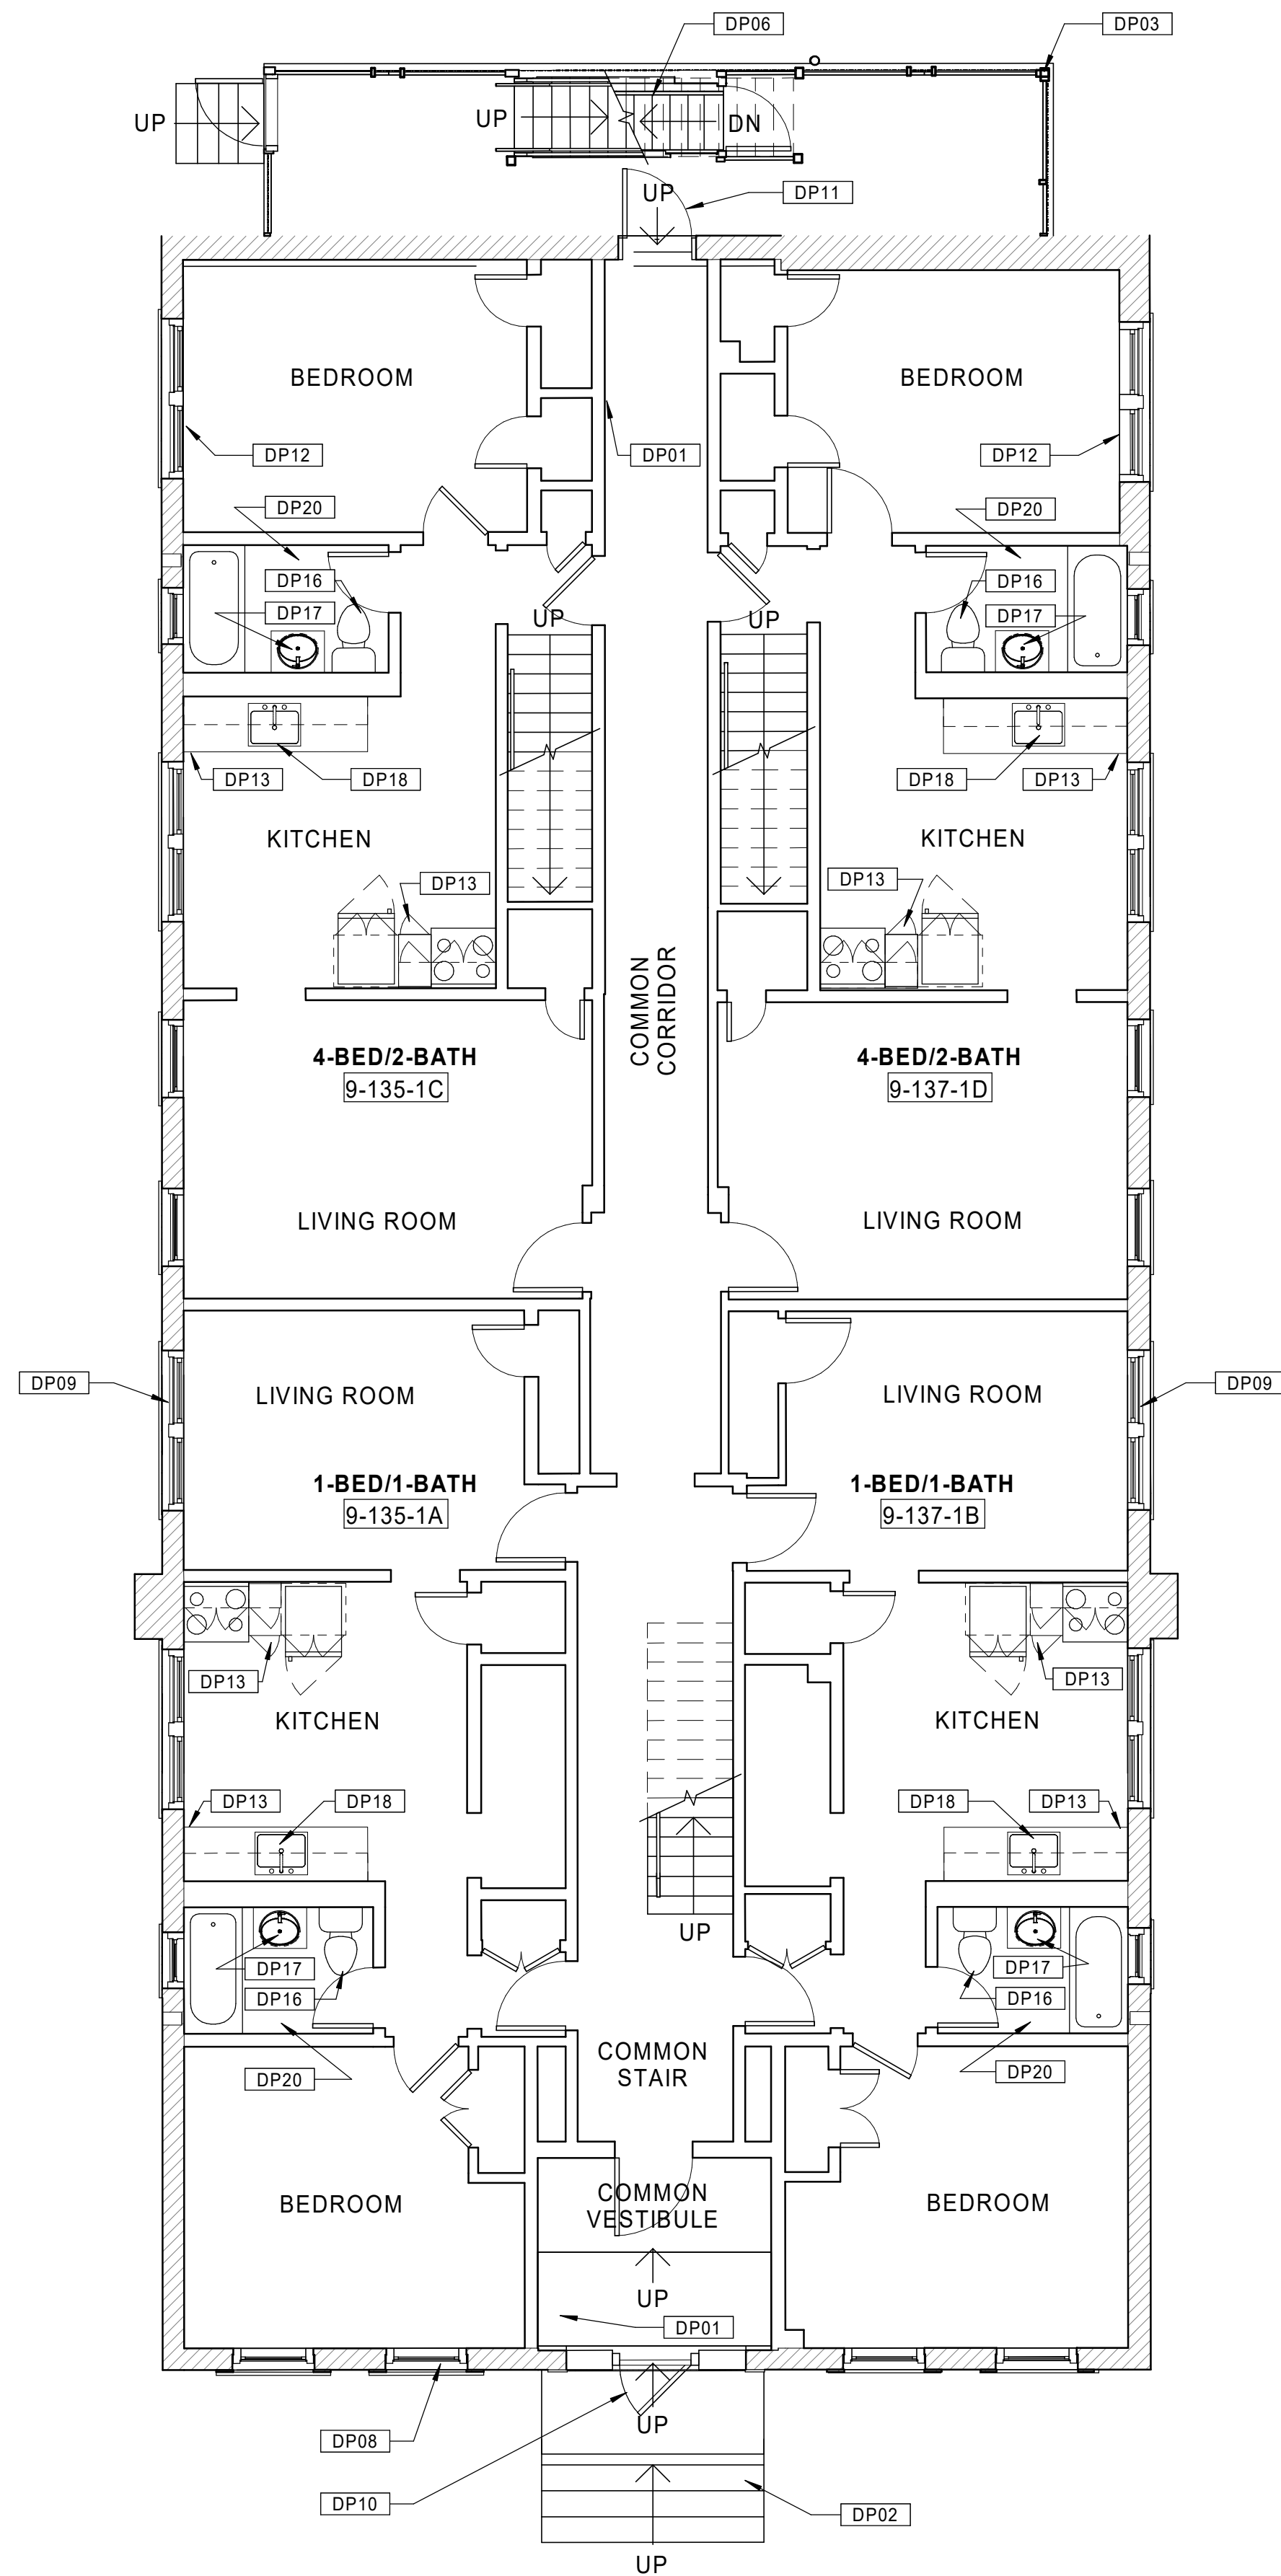 DP06
DP03
UP
UP
DN
UP
DP11
BEDROOM
BEDROOM
DP12
DP01
DP12
DP20
DP20
DP16
DP16
DP17
DP17
UP
UP
DP13
DP18
DP18
DP13
KITCHEN
KITCHEN
DP13
DP13
COMMON
CORRIDOR
4-BED/2-BATH
9-135-1C
4-BED/2-BATH
9-137-1D
LIVING ROOM
LIVING ROOM
DP09
DP09
LIVING ROOM
LIVING ROOM
1-BED/1-BATH
9-135-1A
1-BED/1-BATH
9-137-1B
DP13
DP13
KITCHEN
KITCHEN
DP13
DP18
DP18
DP13
UP
DP17
DP17
DP16
DP16
COMMON
STAIR
DP20
DP20
BEDROOM
COMMON
VESTIBULE
BEDROOM
UP
DP01
UP
DP08
DP10
DP02
UP